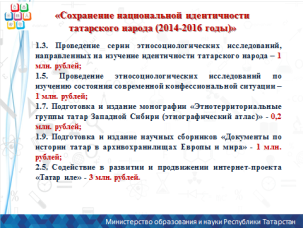 «Сохранение национальной идентичности
татарского народа (2014-2016 годы)»
1.3. Проведение серии этносоциологических исследований,
направленных на изучение идентичности татарского народа – 1
млн. рублей;
1.5. Проведение этносоциологических исследований по
изучению состояния современной конфессиональной ситуации –
1 млн. рублей;
1.7. Подготовка и издание монографии «Этнотерриториальные
группы татар Западной Сибири (этнографический атлас)» - 0,2
млн. рублей;
1.9. Подготовка и издание научных сборников «Документы по
истории татар в архивохранилищах Европы и мира» - 1 млн.
рублей;
2.5. Содействие в развитии и продвижении интернет-проекта
«Татар иле» - 3 млн. рублей.
Министерство образования и науки Республики Татарстан